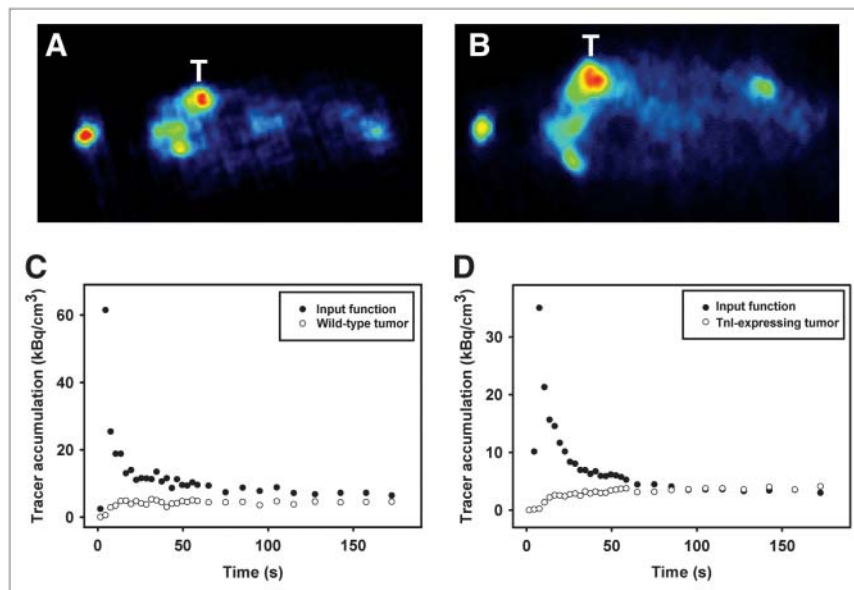 A
T
B
T
C
Tracer accumulation (kBq/cm³)
60
40
20
0
Input function
Wild-type tumor
0
50
100
150
Time (s)
D
Tracer accumulation (kBq/cm³)
30
20
10
0
Input function
TnI-expressing tumor
0
50
100
150
Time (s)